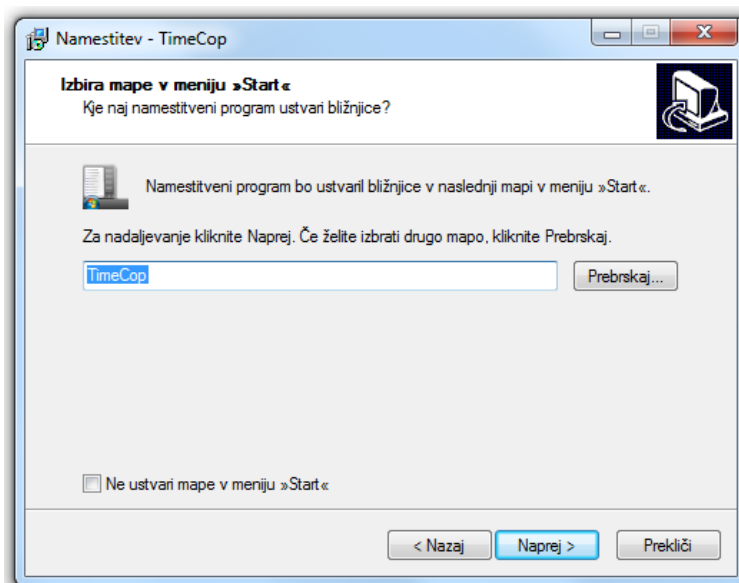 Namestitev - TimeCop
Izbira mape v meniju »Start«
Kje naj namestitveni program ustvari bližnjice?
Namestitveni program bo ustvaril bližnjice v naslednji mapi v meniju »Start«.
Za nadaljevanje kliknite Naprej. Če želite izbrati drugo mapo, kliknite Prebrskaj.
TimeCop
Prebrskaj...
Ne ustvari mape v meniju »Start«
< Nazaj
Naprej >
Prekliči